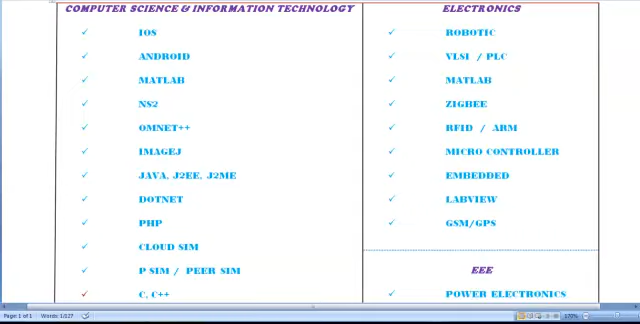 COMPUTER SCIENCE & INFORMATION TECHNOLOGY
IOS
ANDROID
MATLAB
NS2
OMNET++
IMAGEJ
JAVA, J2EE, J2ME
DOTNET
PHP
CLOUD SIM
P SIM / PEER SIM
C, C++
ELECTRONICS
ROBOTIC
VLSI / PLC
MATLAB
ZIGBEE
RFID / ARM
MICRO CONTROLLER
EMBEDDED
LABVIEW
GSM/GPS
EEE
POWER ELECTRONICS
Page: 1 of 1 Words: 1/127 170%